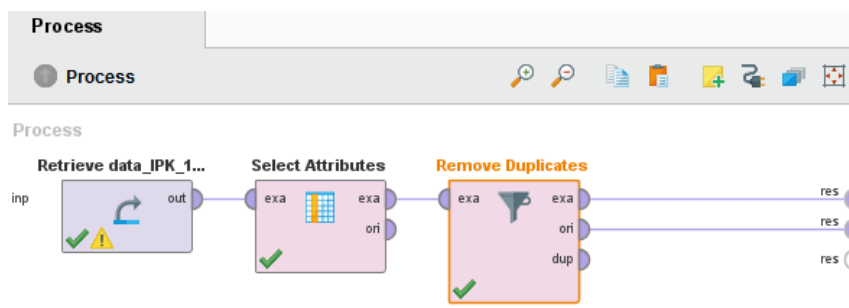 Process
Process
Process
Retrieve data_IPK_1... Select Attributes Remove Duplicates
inp out exa exa exa exa res
ori ori res
dup res